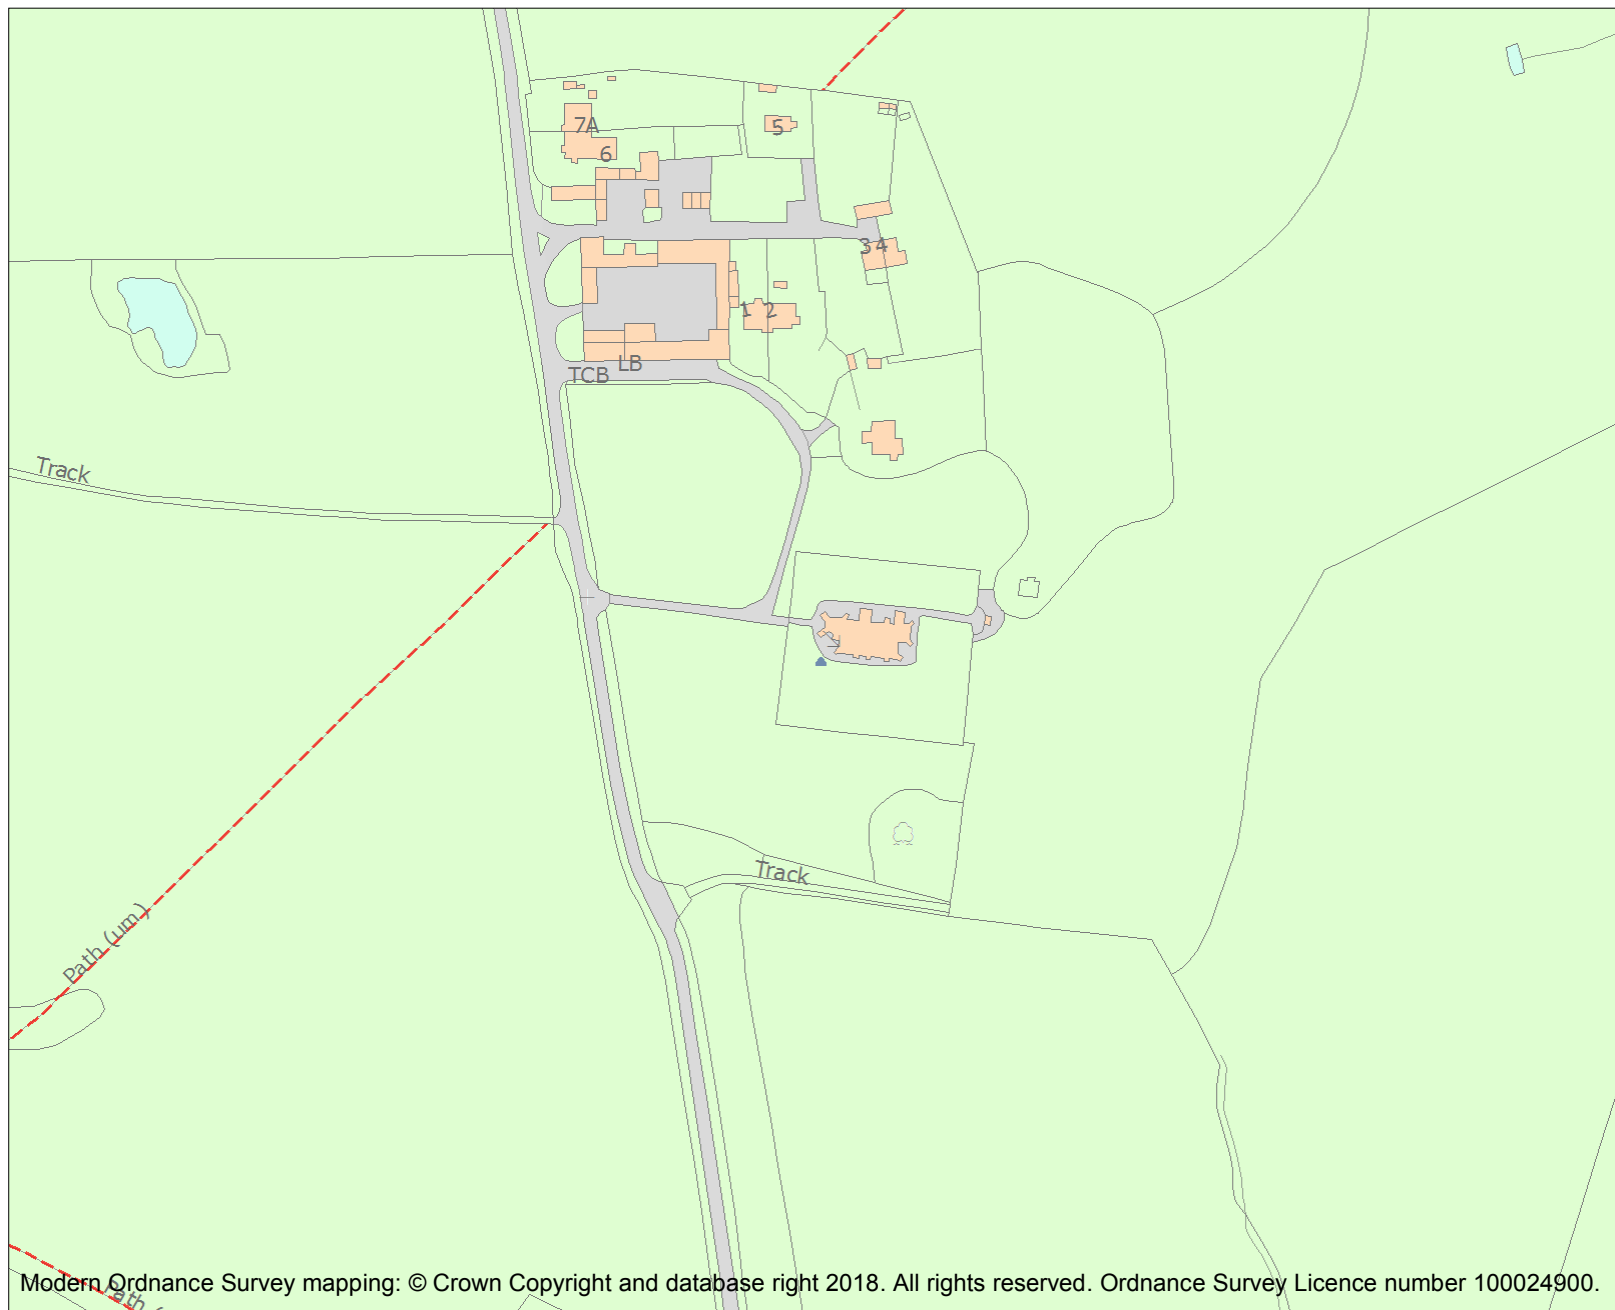 7A
5
6
3
4
1
2
LB
TCB
Track
Track
Path (um)
Path (
Modern Ordnance Survey mapping: © Crown Copyright and database right 2018. All rights reserved. Ordnance Survey Licence number 100024900.